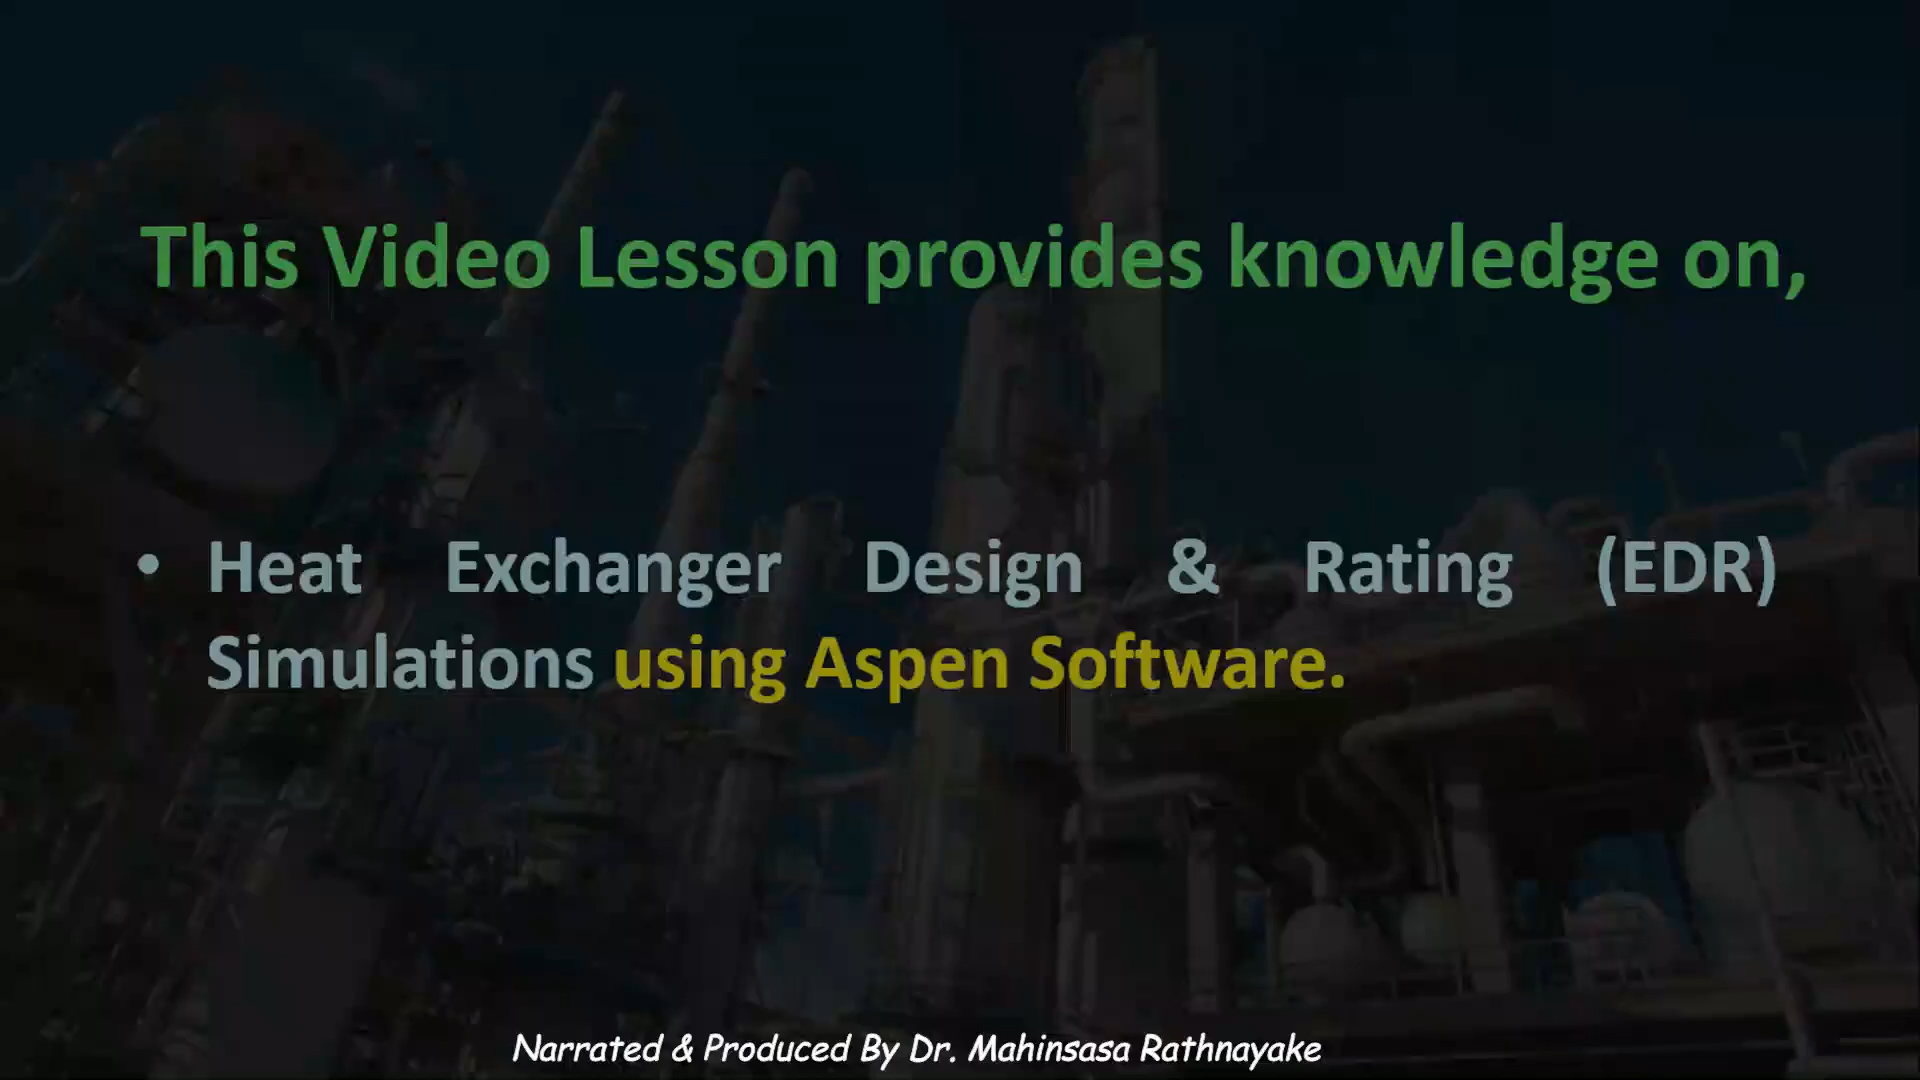 This Video Lesson provides knowledge on,
• Heat Exchanger Design & Rating (EDR)
Simulations using Aspen Software.
Narrated & Produced By Dr. Mahinsasa Rathnayake